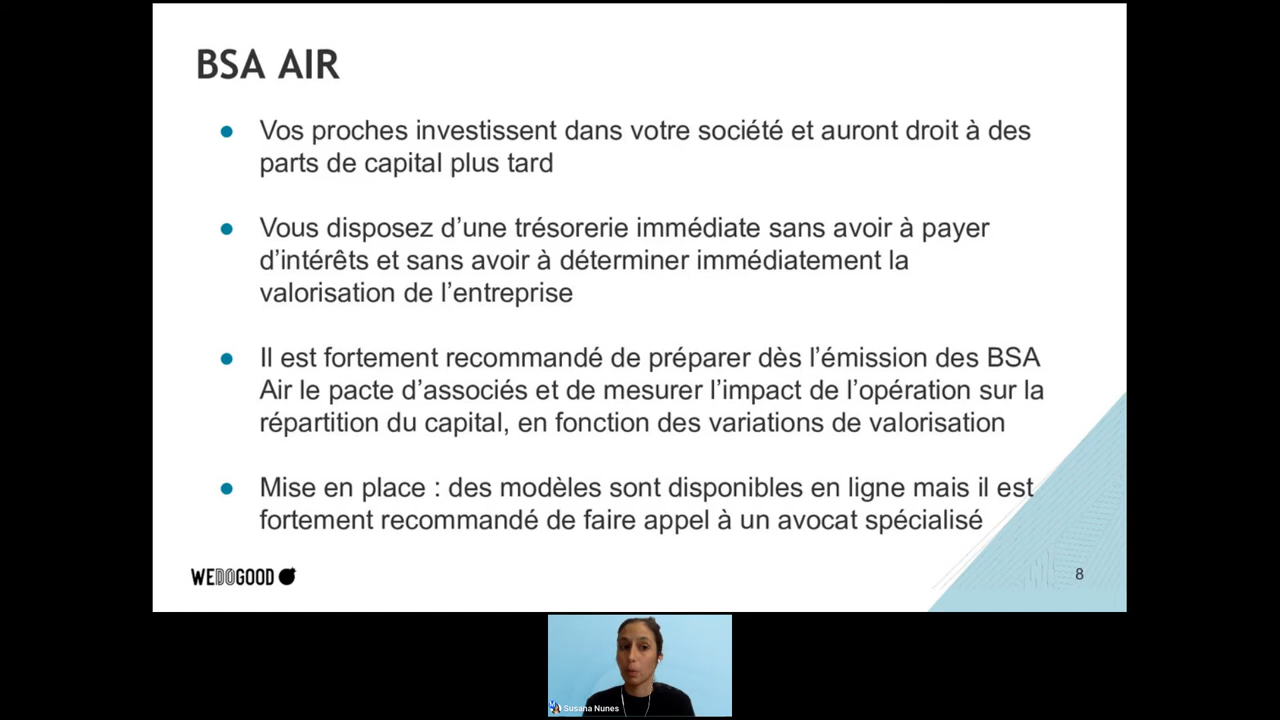 BSA AIR
● Vos proches investissent dans votre société et auront droit à des
parts de capital plus tard
● Vous disposez d’une trésorerie immédiate sans avoir à payer
d’intérêts et sans avoir à déterminer immédiatement la
valorisation de l’entreprise
● Il est fortement recommandé de préparer dès l’émission des BSA
Air le pacte d’associés et de mesurer l’impact de l’opération sur la
répartition du capital, en fonction des variations de valorisation
● Mise en place : des modèles sont disponibles en ligne mais il est
fortement recommandé de faire appel à un avocat spécialisé
WEDOGOOD
8
Susana Nunes